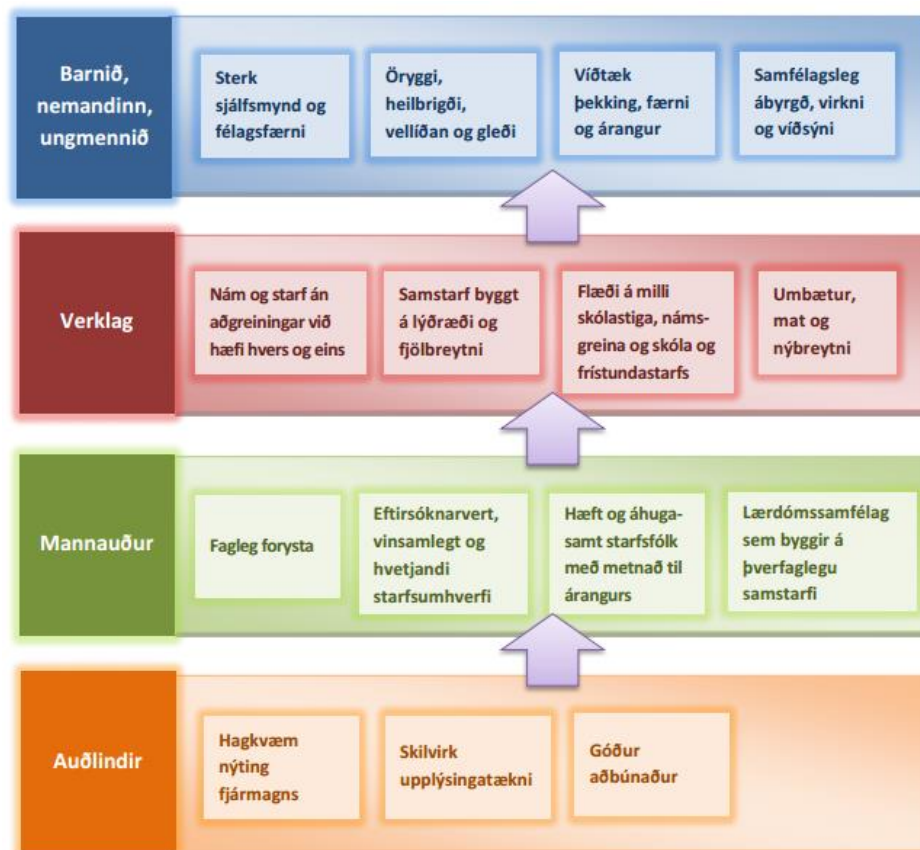 Barnið,
nemandinn,
ungmennið
Sterk
sjálfsmynd og
félagsfærni
Öryggi,
heilbrigði,
vellíðan og gleði
Víðtæk
þekking, færni
og árangur
Samfélagsleg
ábyrgð, virkni
og víðsýni
Verklag
Nám og starf án
aðgreiningar við
hæfi hvers og eins
Samstarf byggt
á lýðræði og
fjölbreytni
Flæði á milli
skólastiga, náms-
greina og skóla og
frístundastarfs
Umbætur,
mat og
nýbreytni
Mannauður
Fagleg forysta
Eftirsóknarvert,
vinsamlegt og
hvetjandi
starfsumhverfi
Hæft og áhuga-
samt starfsfólk
með metnað til
árangurs
Lærdómssamfélag
sem byggir á
þverfaglegu
samstarfi
Auðlindir
Hagkvæm
nýting
fjármagns
Skilvirk
upplýsingatækni
Góður
aðbúnaður